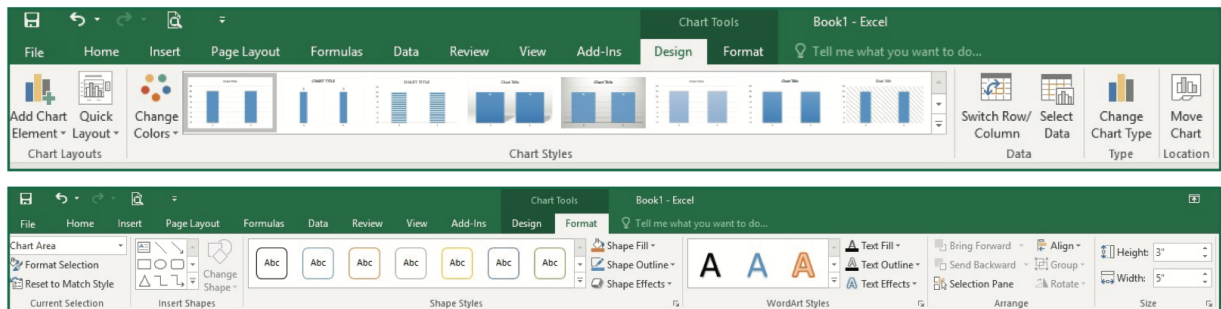 Chart Tools Book1 - Excel
File Home Insert Page Layout Formulas Data Review View Add-Ins Design Format Tell me what you want to do...
Add Chart Element Quick Layout Change Colors Switch Row/ Column Select Data Change Chart Type Move Chart
Chart Layouts Chart Styles Data Type Location
Chart Tools Book1 - Excel
File Home Insert Page Layout Formulas Data Review View Add-Ins Design Format Tell me what you want to do...
Chart Area Shape Fill Text Fill Bring Forward Align Height: 3"
Format Selection Change Shape Abc Abc Abc Abc Abc Abc Abc Shape Outline A A A Text Outline Send Backward Group Width: 5"
Reset to Match Style Shape Effects Text Effects Selection Pane Rotate
Current Selection Insert Shapes Shape Styles WordArt Styles Arrange Size